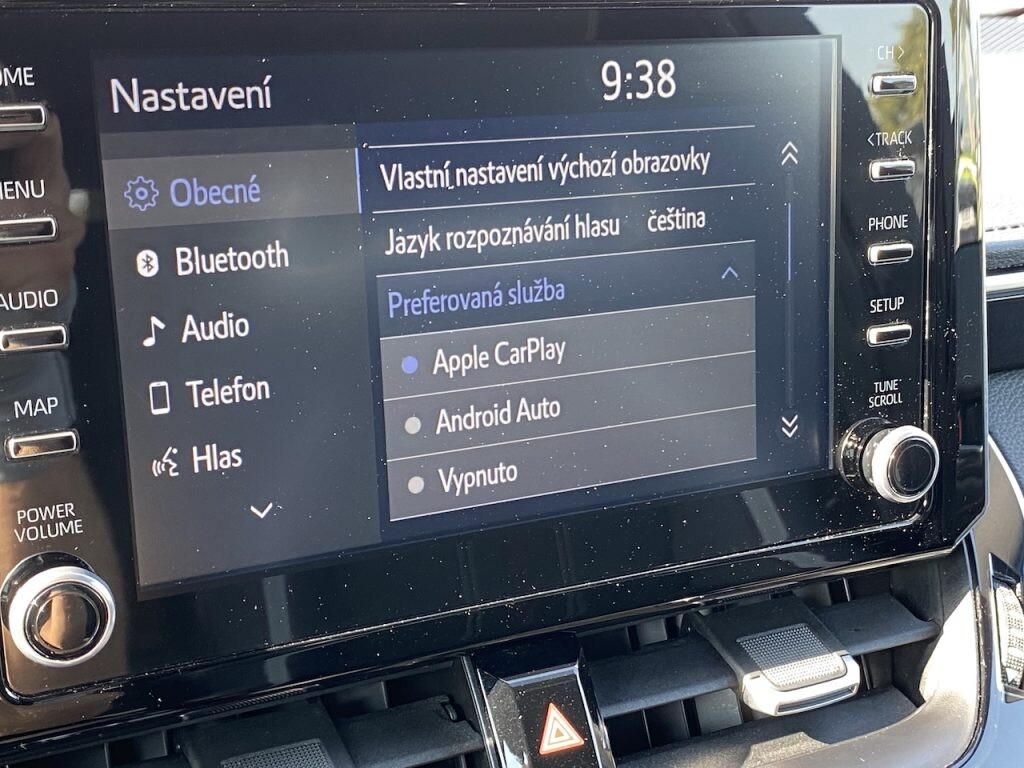 Nastavení
9:38
Obecné
Bluetooth
Audio
Telefon
Hlas
Vlastní nastavení výchozí obrazovky
Jazyk rozpoznávání hlasu čeština
Preferovaná služba
Apple CarPlay
Android Auto
Vypnuto
OME
MENU
AUDIO
MAP
POWER
VOLUME
CH>
<TRACK
PHONE
SETUP
TUNE
SCROLL